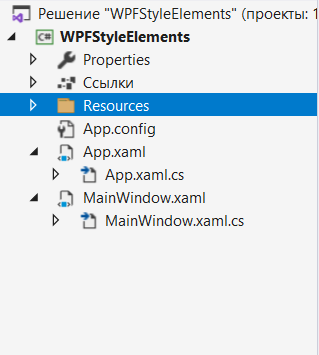 Решение "WPFStyleElements" (проекты: 1
C# WPFStyleElements
Properties
Ссылки
Resources
App.config
App.xaml
App.xaml.cs
MainWindow.xaml
MainWindow.xaml.cs